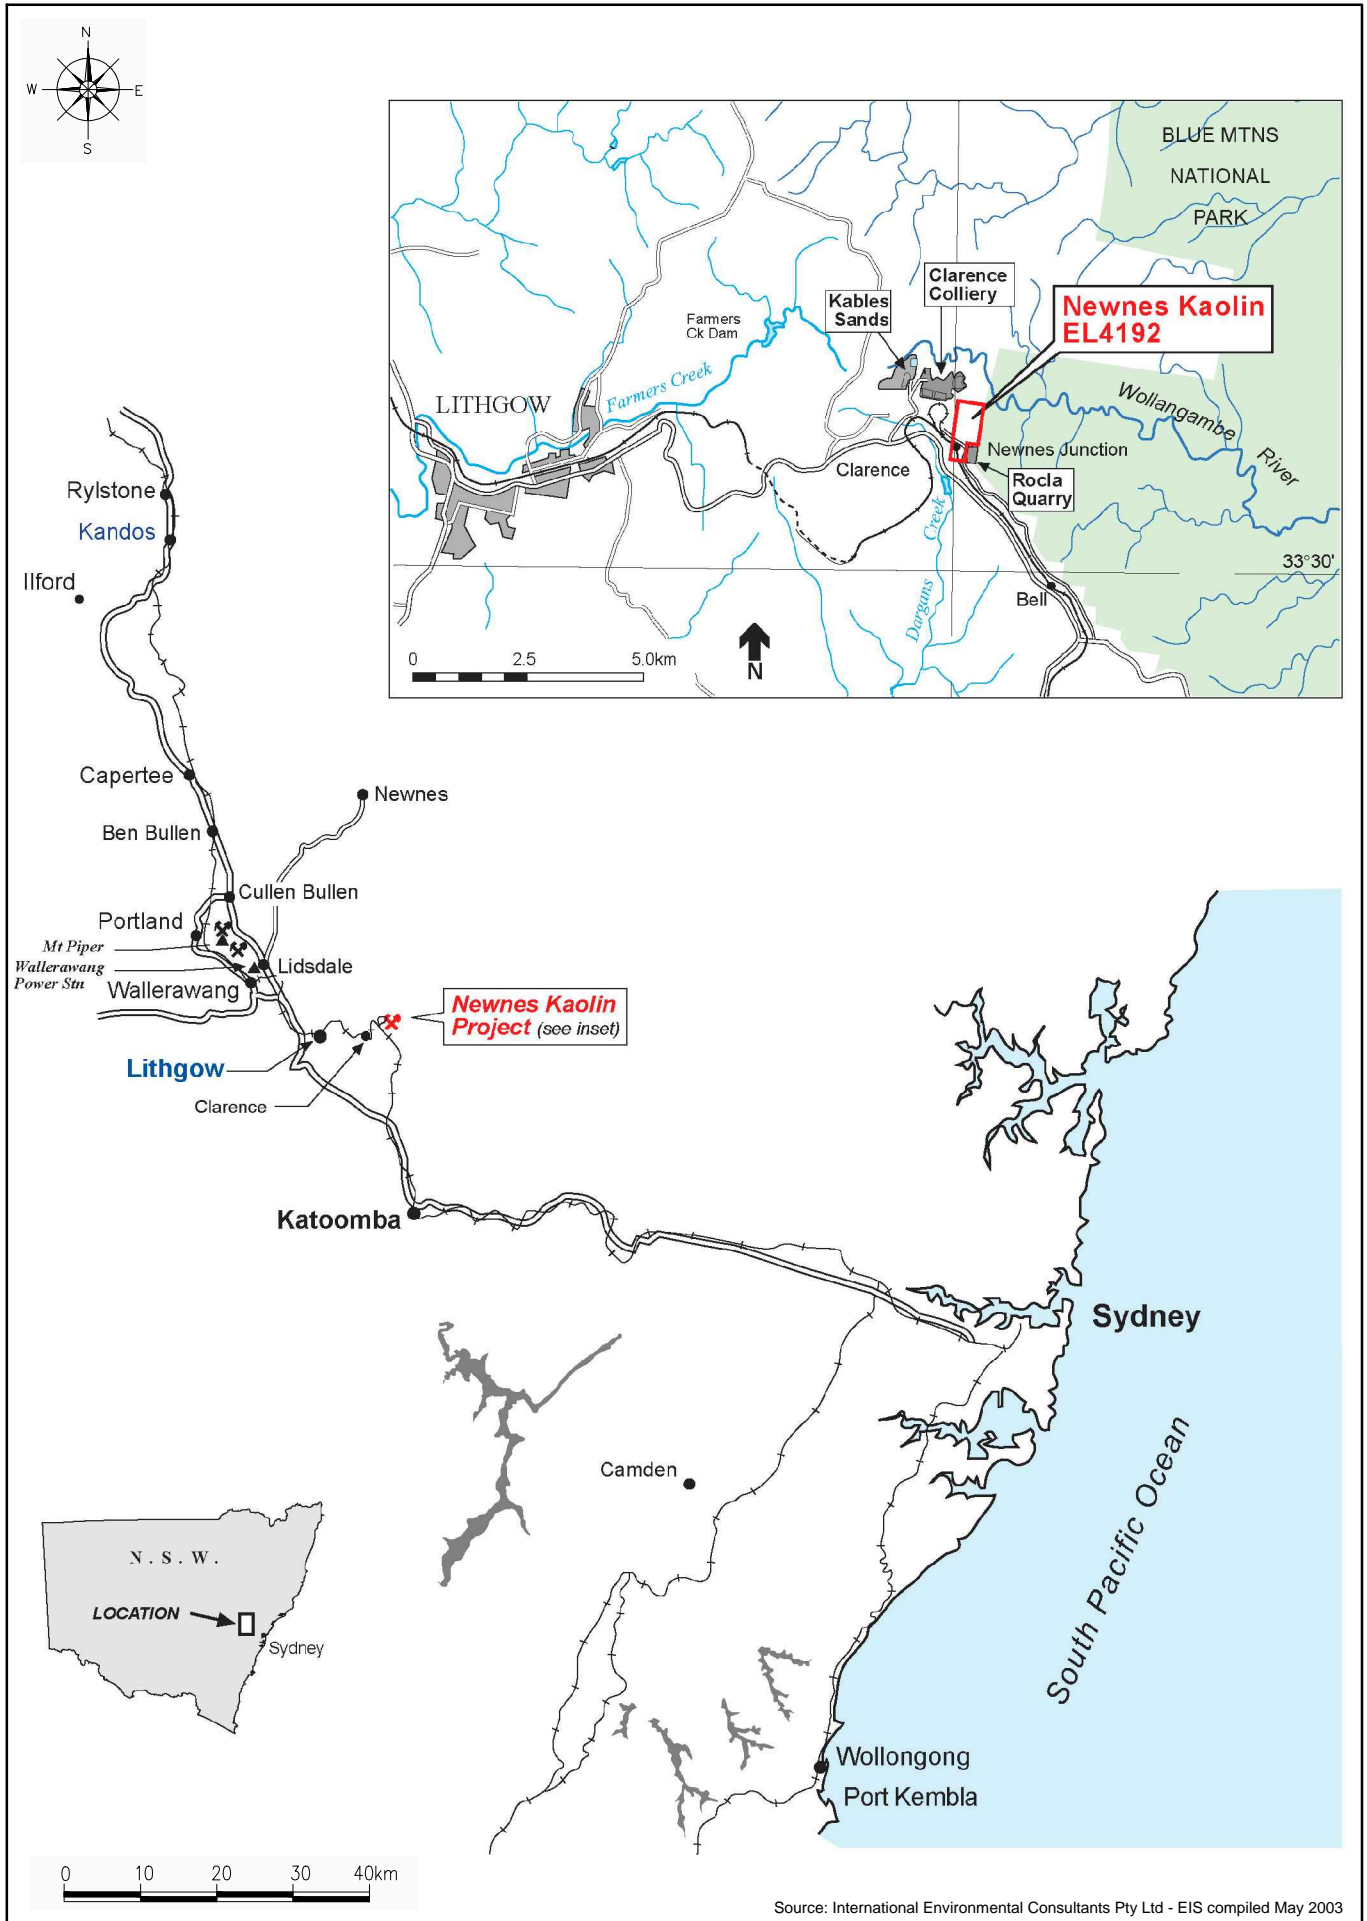 N
W
E
S
BLUE MTNS
NATIONAL
PARK
Clarence
Colliery
Kables
Sands
Newnes Kaolin
EL4192
Farmers
Ck Dam
Farmers Creek
LITHGOW
Wollangambe
River
Clarence
Newnes Junction
Rocla
Quarry
Dargans
Creek
33°30'
Bell
0
2.5
5.0km
N
Rylstone
Kandos
Ilford
Capertee
Newnes
Ben Bullen
Cullen Bullen
Portland
Mt Piper
Wallerawang
Power Stn
Lidsdale
Wallerawang
Newnes Kaolin
Project (see inset)
Lithgow
Clarence
Katoomba
Sydney
Camden
South Pacific Ocean
N.S.W.
LOCATION
Sydney
Wollongong
Port Kembla
0
10
20
30
40km
Source: International Environmental Consultants Pty Ltd - EIS compiled May 2003